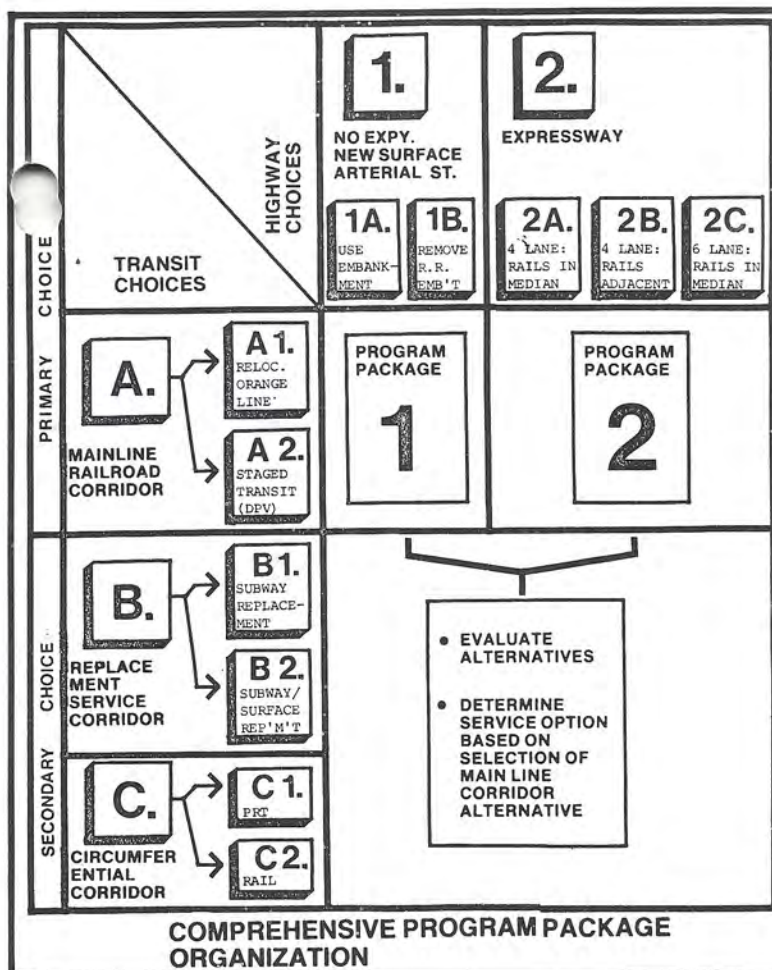 1.
NO EXPY.
NEW SURFACE
ARTERIAL ST.
2.
EXPRESSWAY
HIGHWAY
CHOICES
TRANSIT
CHOICES
1A.
USE
EMBANK-
MENT
1B.
REMOVE
R.R.
EMB'T
2A.
4 LANE:
RAILS IN
MEDIAN
2B.
4 LANE:
RAILS
ADJACENT
2C.
6 LANE:
RAILS IN
MEDIAN
PRIMARY CHOICE
A.
MAINLINE
RAILROAD
CORRIDOR
A1.
RELOC.
ORANGE
LINE
A2.
STAGED
TRANSIT
(DPV)
PROGRAM
PACKAGE
1
PROGRAM
PACKAGE
2
SECONDARY CHOICE
B.
REPLACE
MENT
SERVICE
CORRIDOR
B1.
SUBWAY
REPLACE-
MENT
B2.
SUBWAY/
SURFACE
REP'M'T
C.
CIRCUMFER
ENTIAL
CORRIDOR
C1.
PRT
C2.
RAIL
• EVALUATE
ALTERNATIVES
• DETERMINE
SERVICE OPTION
BASED ON
SELECTION OF
MAIN LINE
CORRIDOR
ALTERNATIVE
COMPREHENSIVE PROGRAM PACKAGE
ORGANIZATION